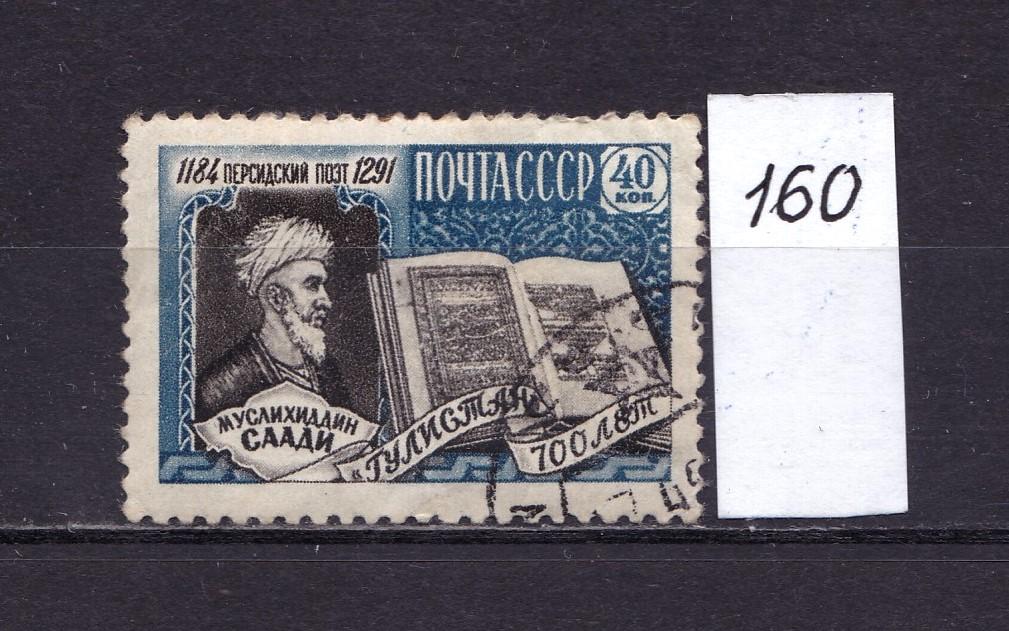 1184 ПЕРСИДСКИЙ ПОЭТ 1291
ПОЧТА СССР
40
КОП.
МУСЛИХИДДИН
СААДИ
«ГУЛИСТАН»
700 ЛЕТ
160